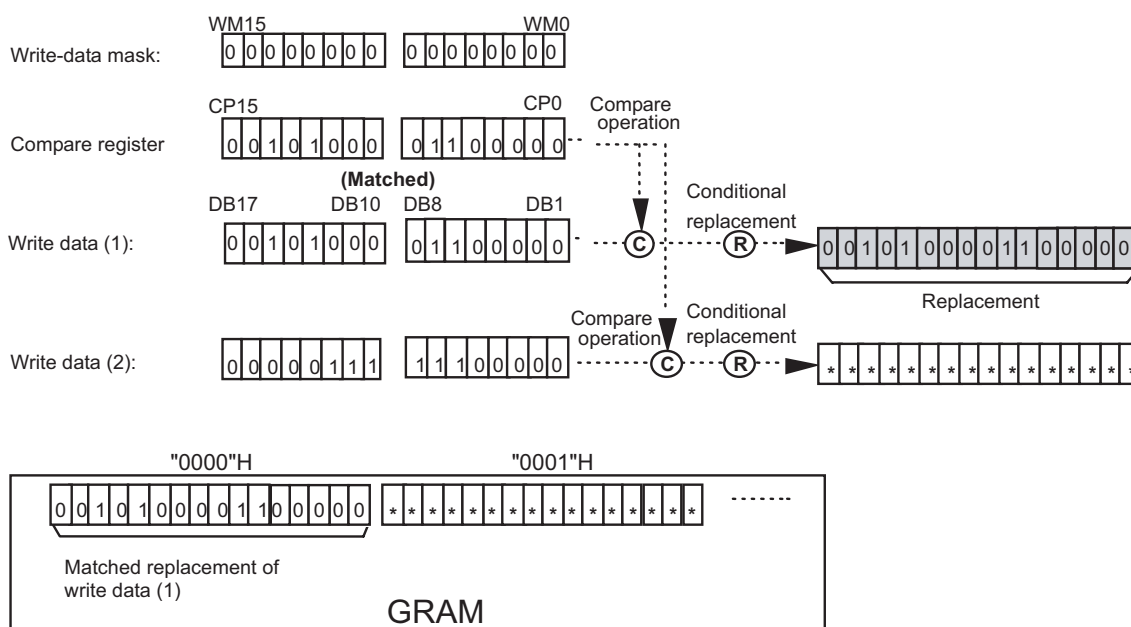 WM15 WM0
Write-data mask: 0 0 0 0 0 0 0 0 0 0 0 0 0 0 0 0
CP15 CP0 Compare
operation
Compare register 0 0 1 0 1 0 0 0 0 1 1 0 0 0 0 0
(Matched)
DB17 DB10 DB8 DB1 Conditional
replacement
Write data (1): 0 0 1 0 1 0 0 0 0 1 1 0 0 0 0 0 C R 0 0 1 0 1 0 0 0 0 1 1 0 0 0 0 0
Replacement
Compare Conditional
operation replacement
Write data (2): 0 0 0 0 0 1 1 1 1 1 1 0 0 0 0 0 C R * * * * * * * * * * * * * * * *
"0000"H "0001"H
0 0 1 0 1 0 0 0 0 1 1 0 0 0 0 0 * * * * * * * * * * * * * * * *
Matched replacement of
write data (1)
GRAM